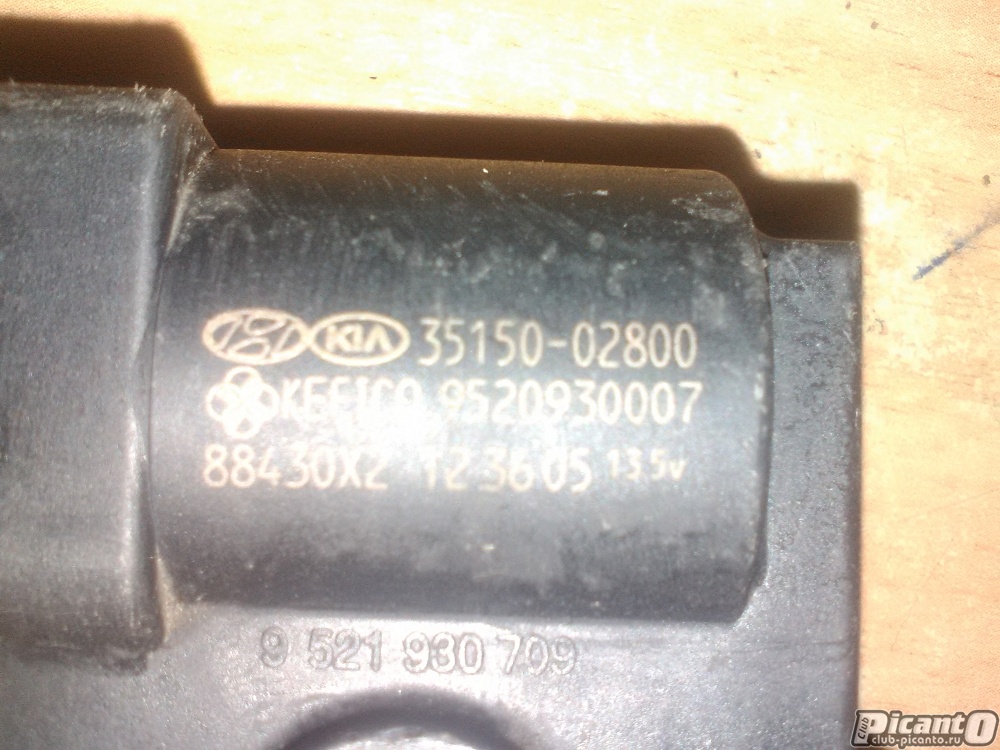 KIA 35150-02800
KEFICO 9520930007
88430X2 12 36 05 13.5v
9 521 930 709
club PicantO
club-picanto.ru